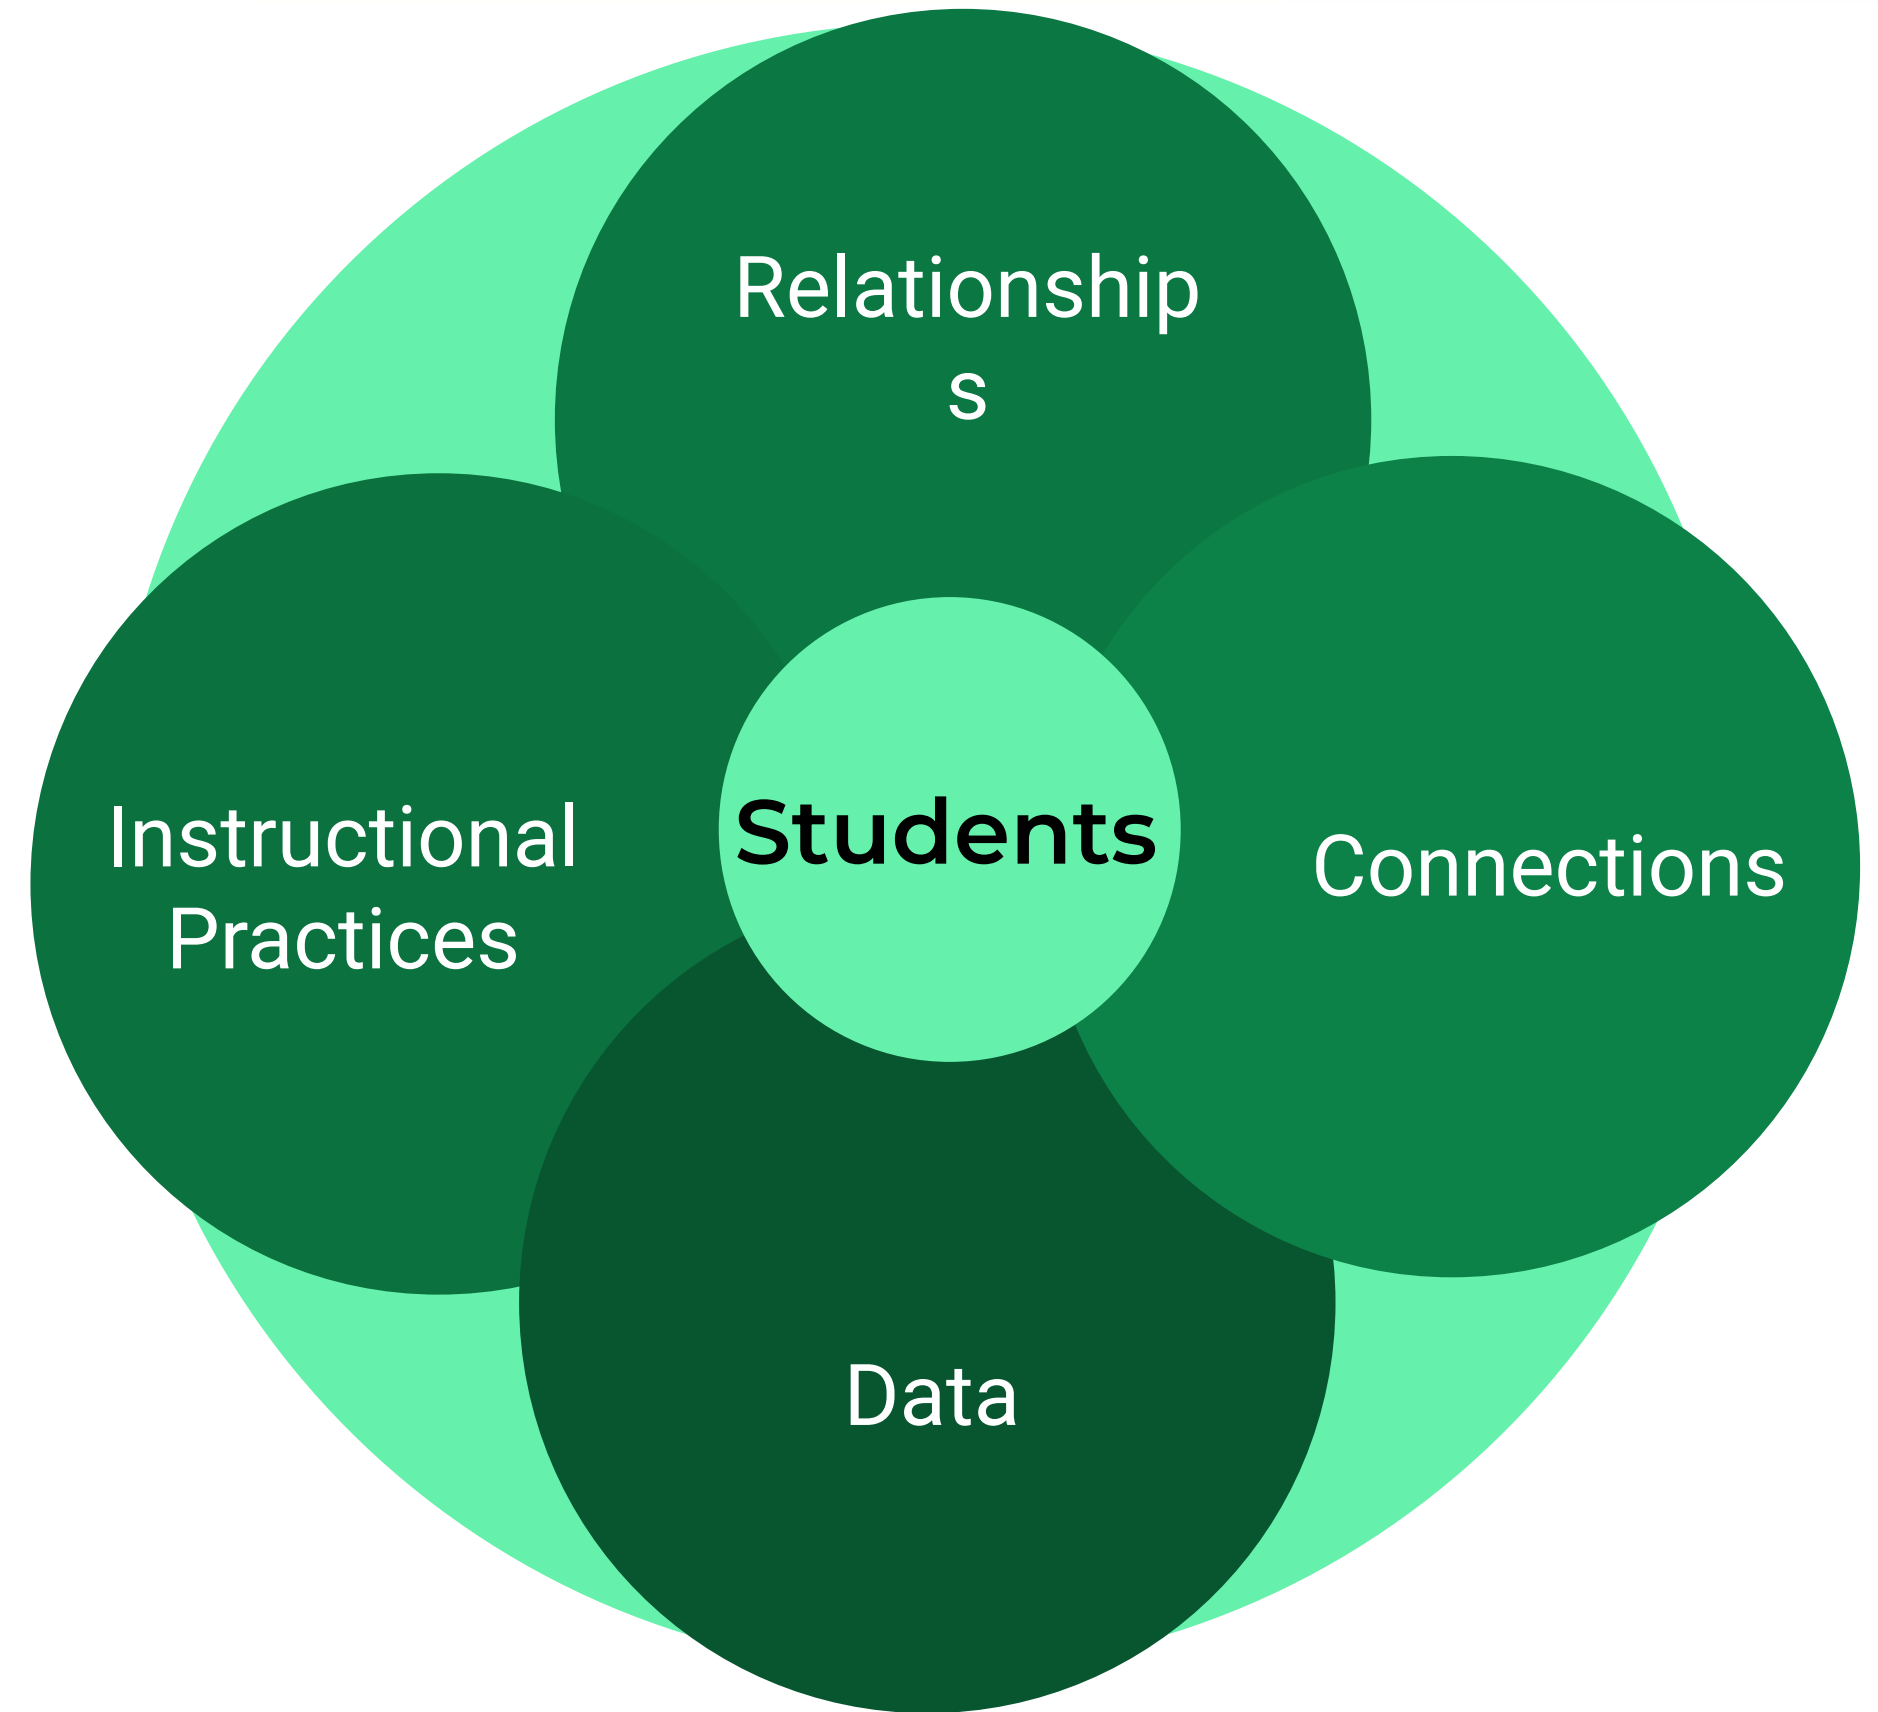 Relationship
s
Instructional
Practices
Students
Connections
Data